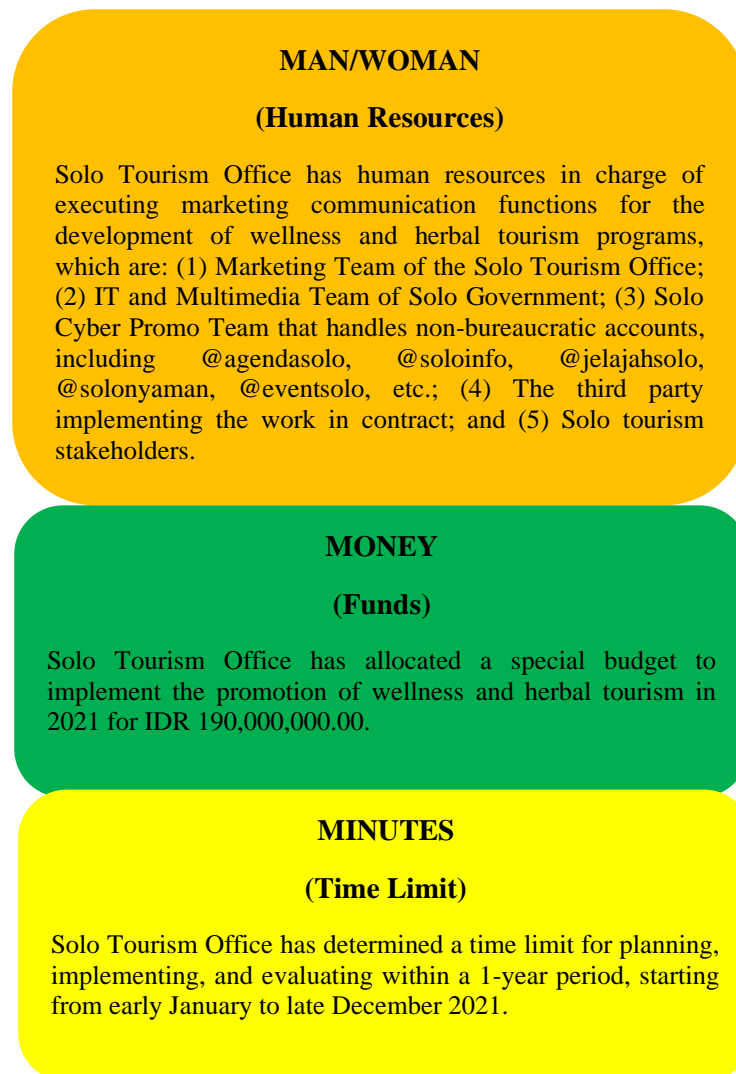 MAN/WOMAN
(Human Resources)
Solo Tourism Office has human resources in charge of
executing marketing communication functions for the
development of wellness and herbal tourism programs,
which are: (1) Marketing Team of the Solo Tourism Office;
(2) IT and Multimedia Team of Solo Government; (3) Solo
Cyber Promo Team that handles non-bureaucratic accounts,
including @agendasolo, @soloinfo, @jelajahsolo,
@solonyaman, @eventsolo, etc.; (4) The third party
implementing the work in contract; and (5) Solo tourism
stakeholders.
MONEY
(Funds)
Solo Tourism Office has allocated a special budget to
implement the promotion of wellness and herbal tourism in
2021 for IDR 190,000,000.00.
MINUTES
(Time Limit)
Solo Tourism Office has determined a time limit for planning,
implementing, and evaluating within a 1-year period, starting
from early January to late December 2021.